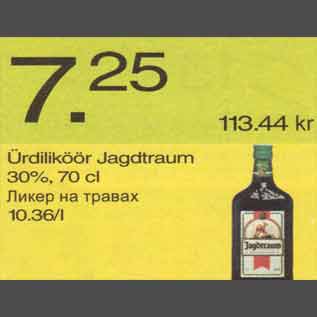 7.25
113.44 kr
Ürdiliköör Jagdtraum
30%, 70 cl
Ликер на травах
10.36/l
Jagdtraum